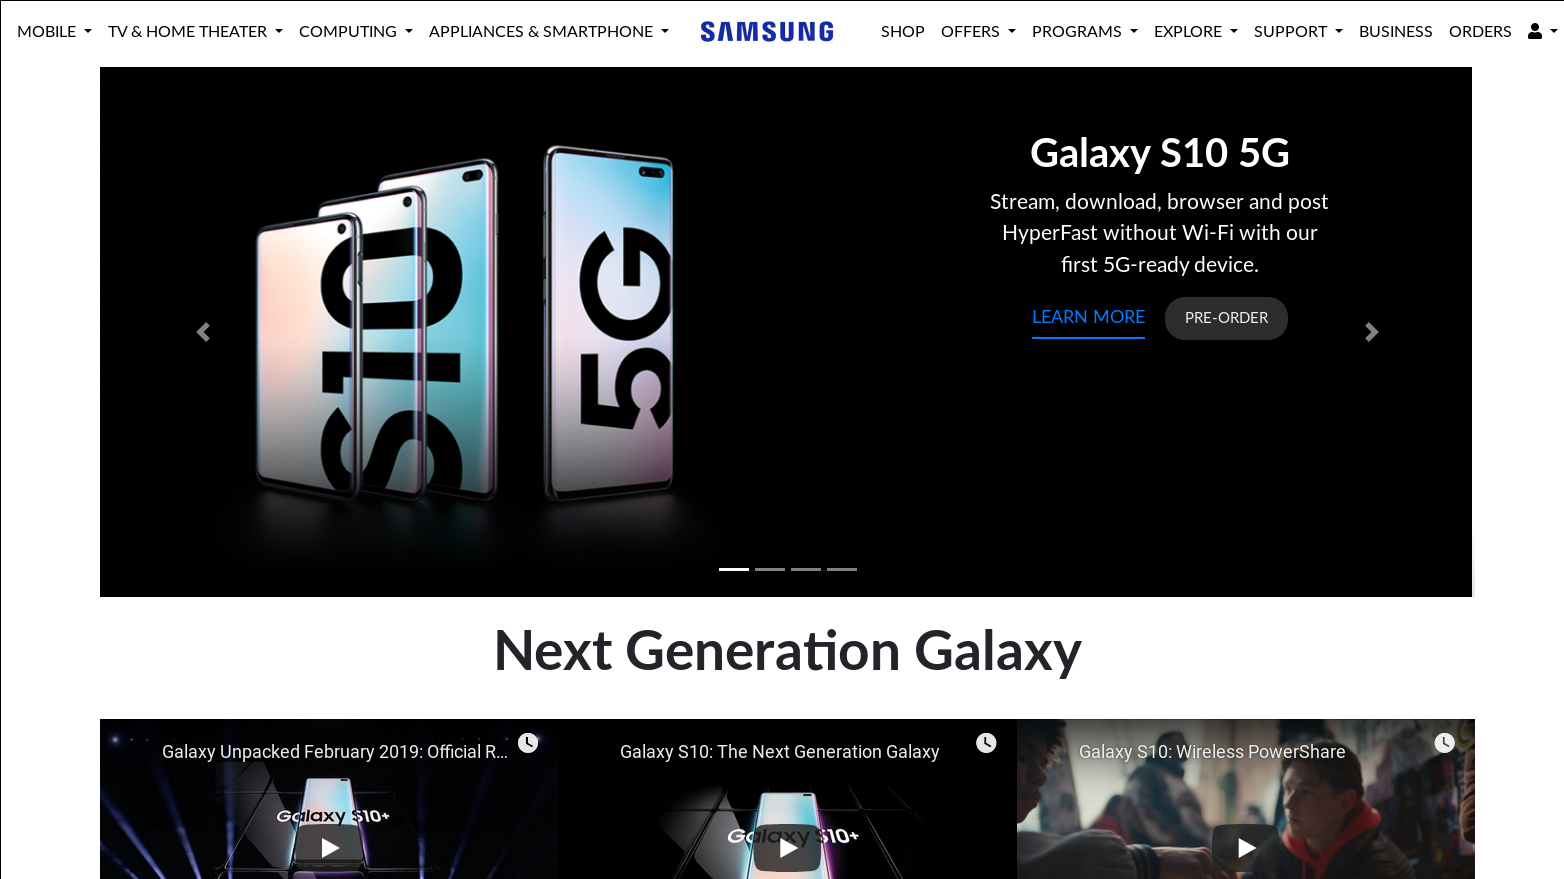 MOBILE TV & HOME THEATER COMPUTING APPLIANCES & SMARTPHONE SAMSUNG SHOP OFFERS PROGRAMS EXPLORE SUPPORT BUSINESS ORDERS
S10
5G
Galaxy S10 5G
Stream, download, browser and post
HyperFast without Wi-Fi with our
first 5G-ready device.
LEARN MORE PRE-ORDER
Next Generation Galaxy
Galaxy Unpacked February 2019: Official R...
Galaxy S10: The Next Generation Galaxy
Galaxy S10: Wireless PowerShare
Galaxy S10+
Galaxy S10+